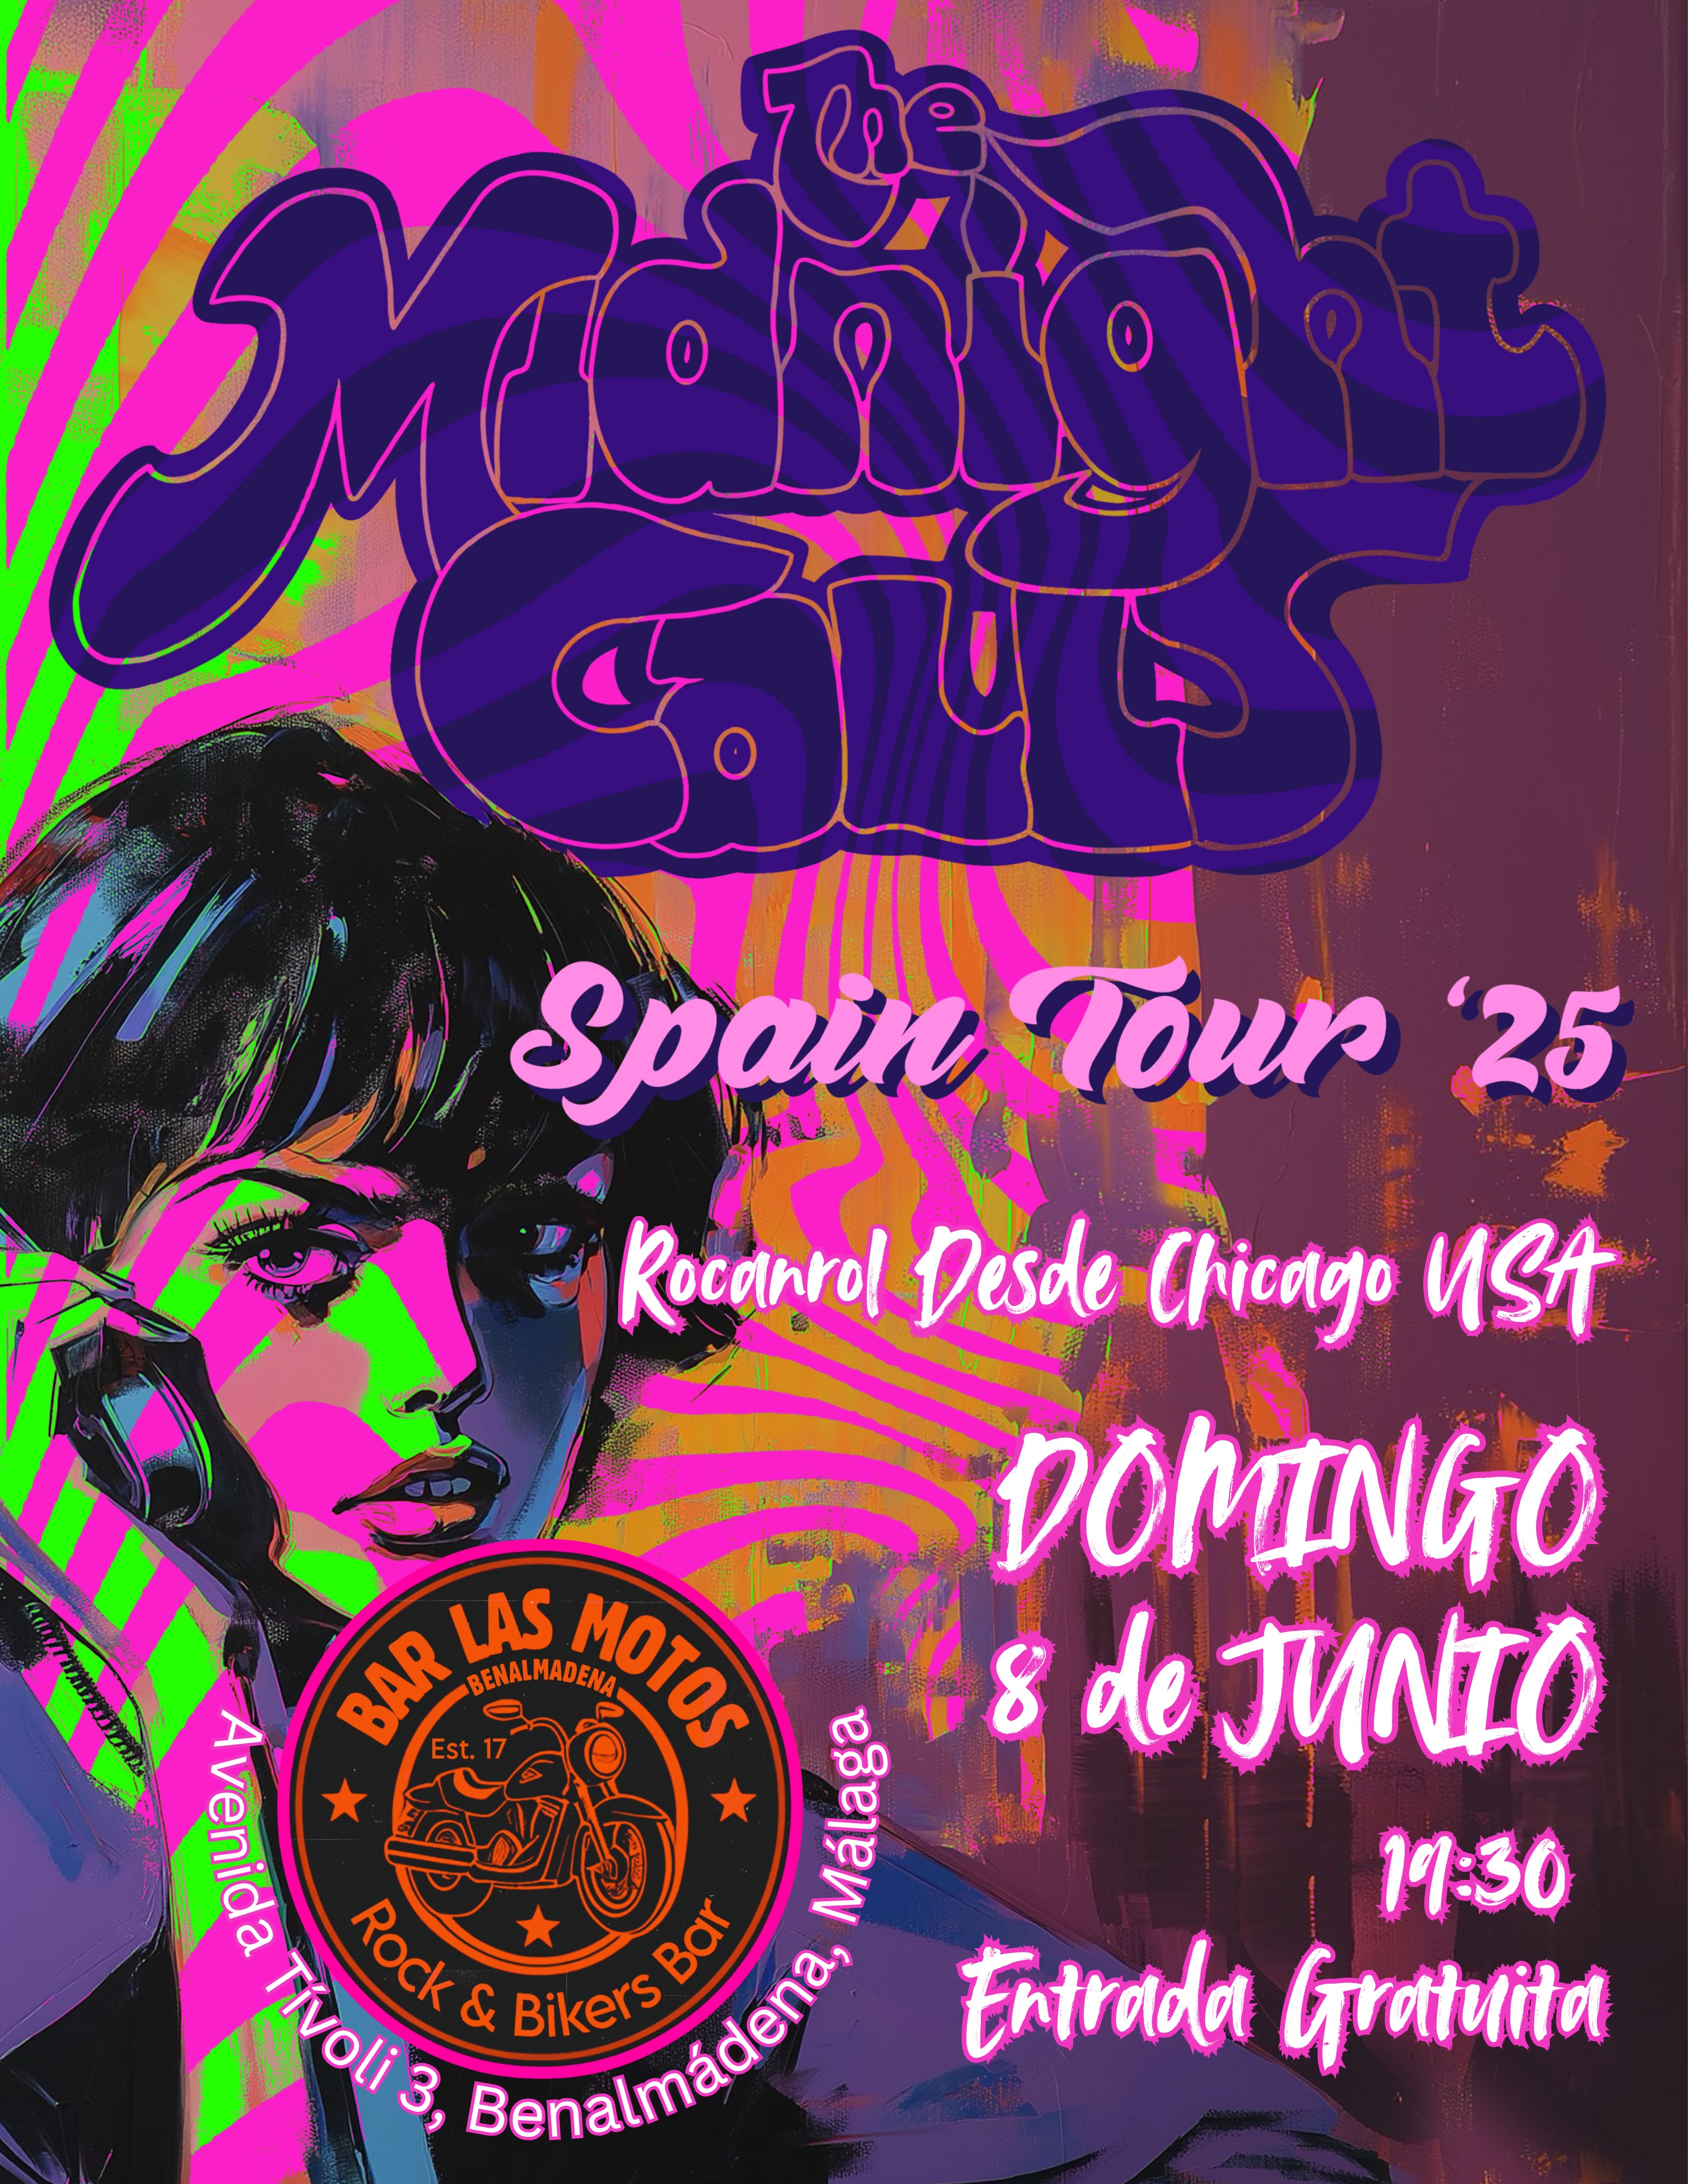 The
Midnight
Calls
Spain Tour '25
Rocanrol Desde Chicago USA
DOMINGO
8 de JUNIO
19:30
Entrada Gratuita
BAR LAS MOTOS
BENALMADENA
Est. 17
Rock & Bikers Bar
Avenida Tívoli 3, Benalmádena, Málaga